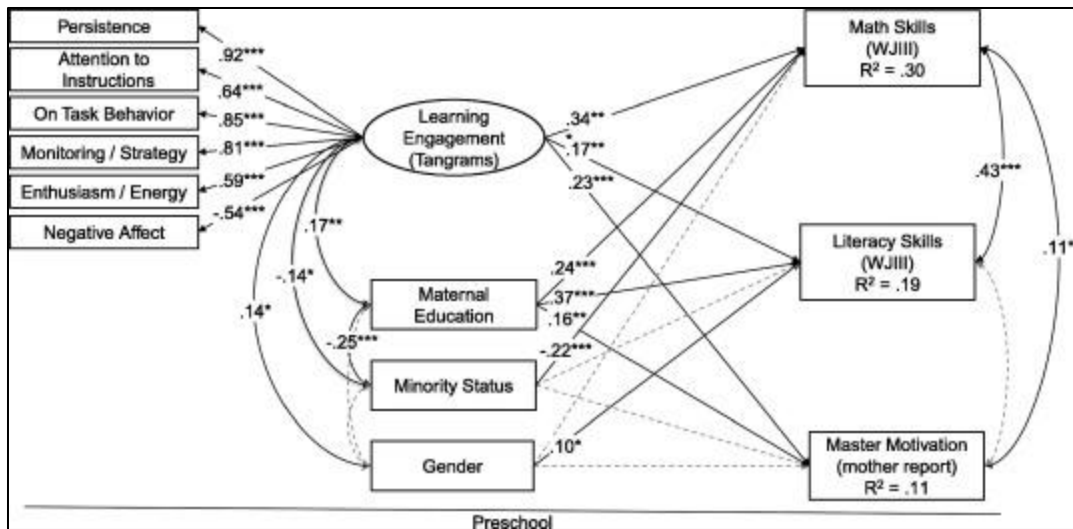 Persistence
Attention to
Instructions
On Task Behavior
Monitoring / Strategy
Enthusiasm / Energy
Negative Affect
.92***
.64***
.85***
.81***
.59***
-.54***
Learning
Engagement
(Tangrams)
.17**
-.14*
.14*
Maternal
Education
-.25***
Minority Status
Gender
.34**
*
.17**
.23***
.24***
.37***
.16**
-.22***
.10*
Math Skills
(WJIII)
R² = .30
Literacy Skills
(WJIII)
R² = .19
Master Motivation
(mother report)
R² = .11
.43***
.11*
Preschool